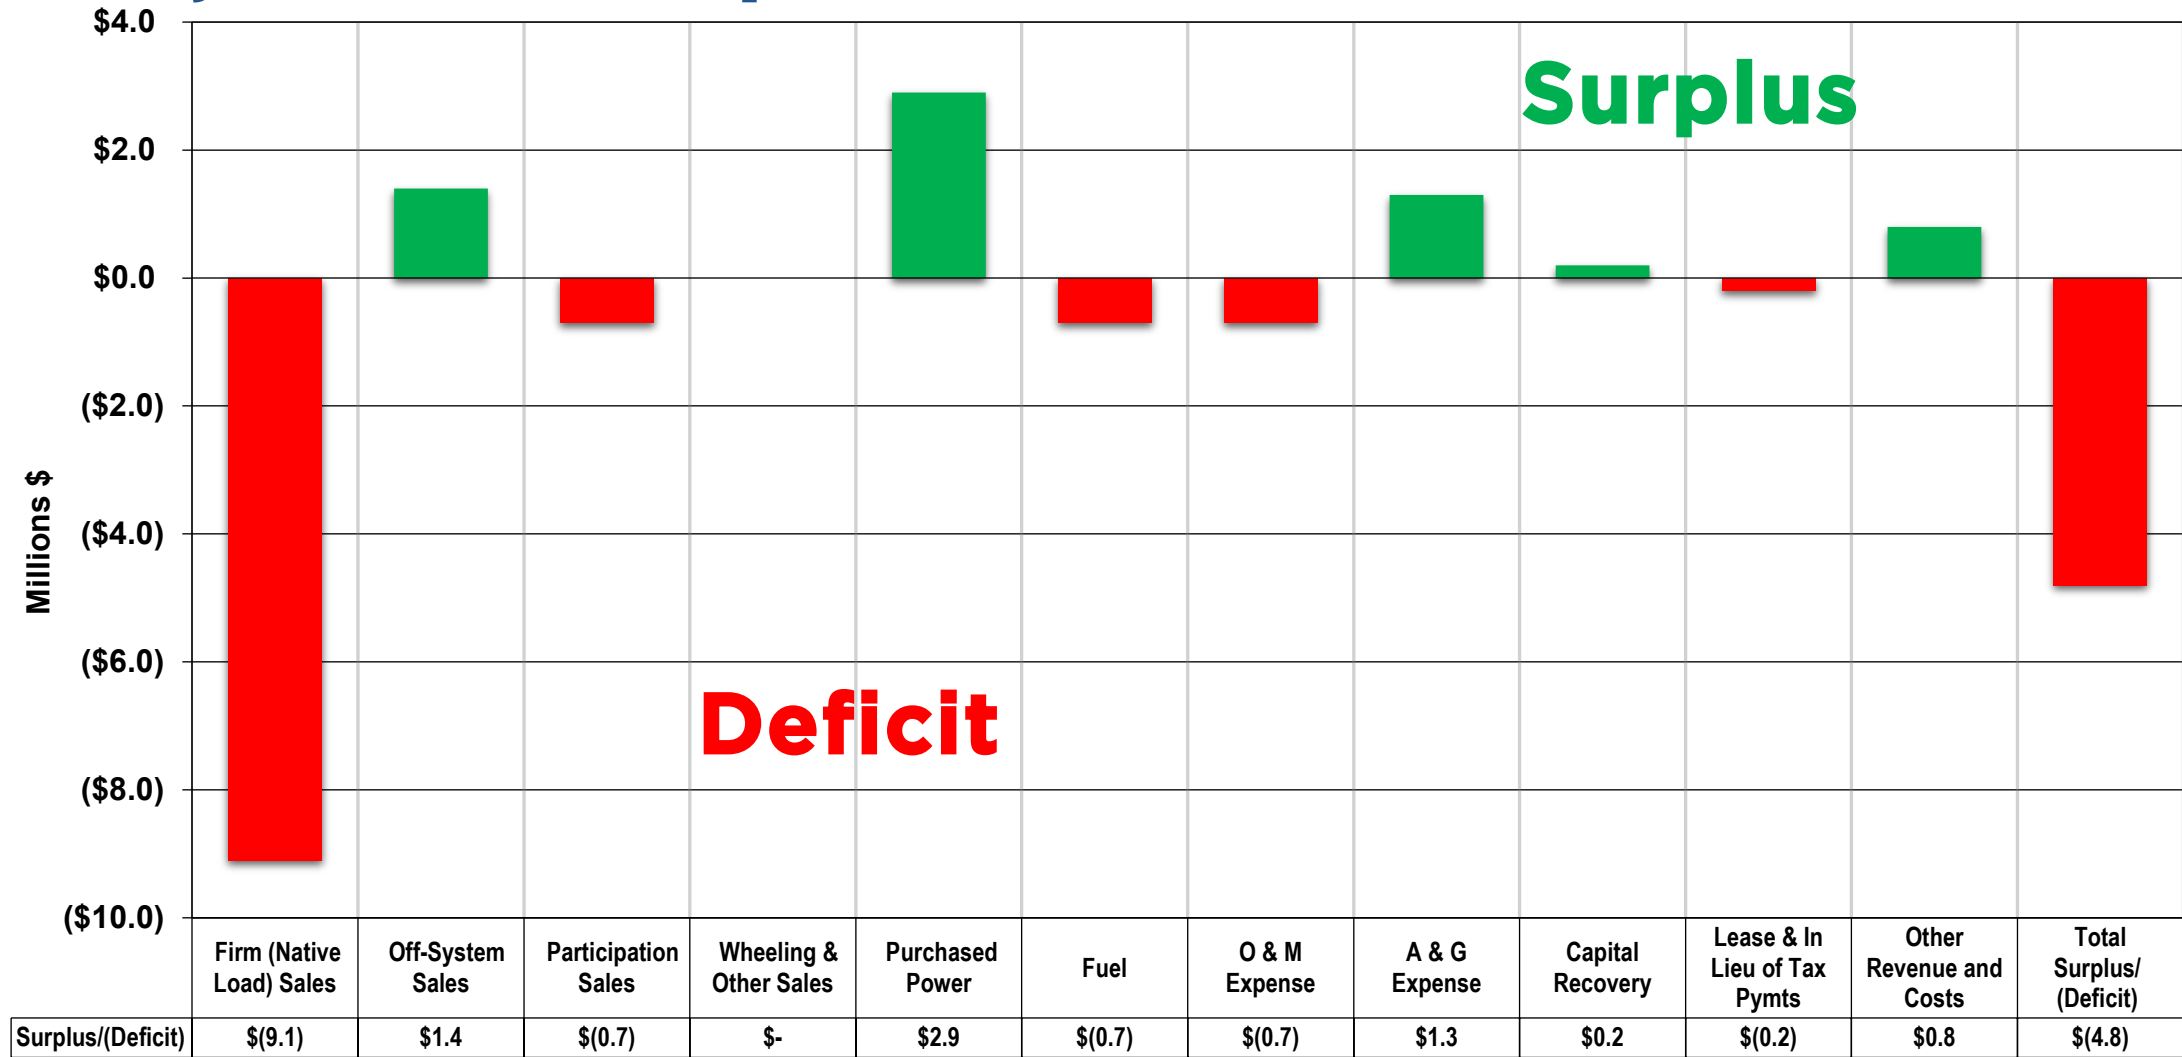 $4.0
$2.0
$0.0
($2.0)
($4.0)
($6.0)
($8.0)
($10.0)
Millions $
Surplus
Deficit
Firm (Native Load) Sales
Off-System Sales
Participation Sales
Wheeling & Other Sales
Purchased Power
Fuel
O & M Expense
A & G Expense
Capital Recovery
Lease & In Lieu of Tax Pymts
Other Revenue and Costs
Total Surplus/ (Deficit)
Surplus/(Deficit) $(9.1) $1.4 $(0.7) $- $2.9 $(0.7) $(0.7) $1.3 $0.2 $(0.2) $0.8 $(4.8)